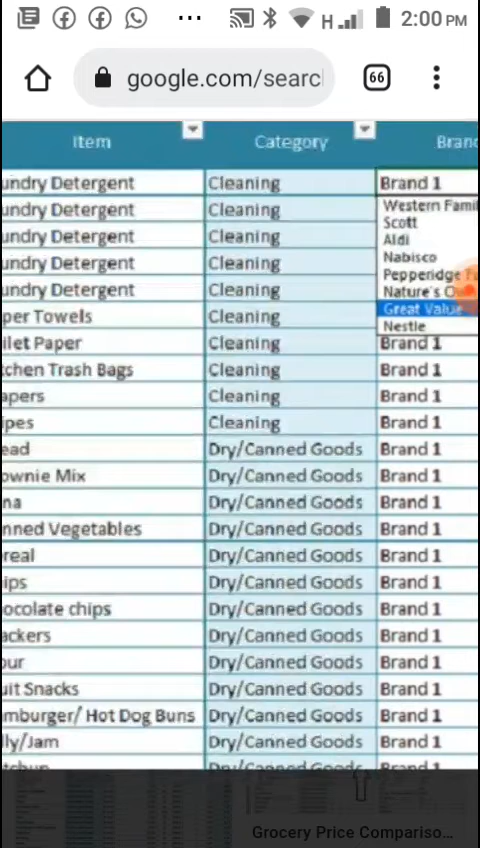 H 2:00 PM
google.com/searc
66
Item Category Bran
undry Detergent Cleaning Brand 1
undry Detergent Cleaning Western Fami
Scott
undry Detergent Cleaning Aldi
undry Detergent Cleaning Nabisco
Pepperidge F
undry Detergent Cleaning Nature's O
per Towels Cleaning Great Value
Nestle
ilet Paper Cleaning Brand 1
tchen Trash Bags Cleaning Brand 1
apers Cleaning Brand 1
ipes Cleaning Brand 1
ead Dry/Canned Goods Brand 1
ownie Mix Dry/Canned Goods Brand 1
na Dry/Canned Goods Brand 1
nned Vegetables Dry/Canned Goods Brand 1
real Dry/Canned Goods Brand 1
ips Dry/Canned Goods Brand 1
ocolate chips Dry/Canned Goods Brand 1
ackers Dry/Canned Goods Brand 1
our Dry/Canned Goods Brand 1
uit Snacks Dry/Canned Goods Brand 1
mburger/ Hot Dog Buns Dry/Canned Goods Brand 1
lly/Jam Dry/Canned Goods Brand 1
tchup Dry/Canned Goods Brand 1
Grocery Price Compariso...